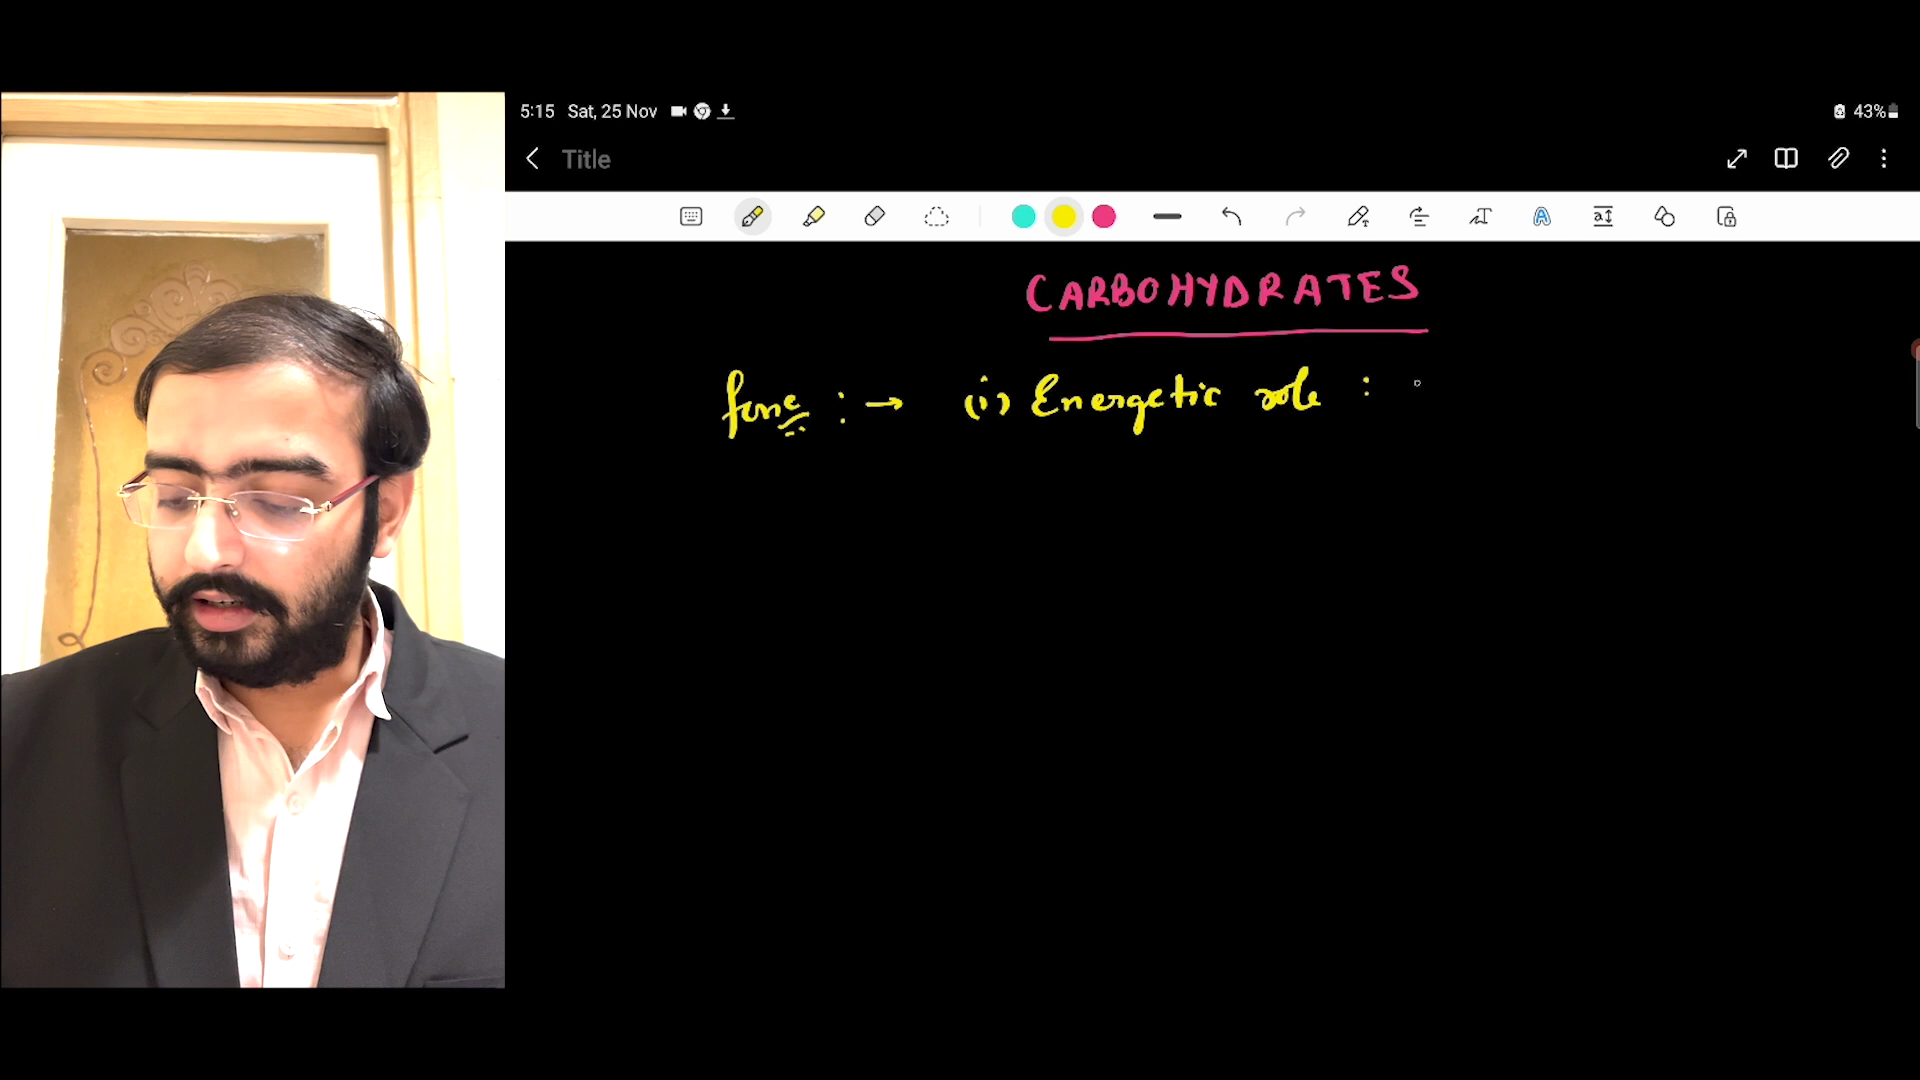 5:15 Sat, 25 Nov 43%
Title
CARBOHYDRATES
func :→ (i) Energetic role :